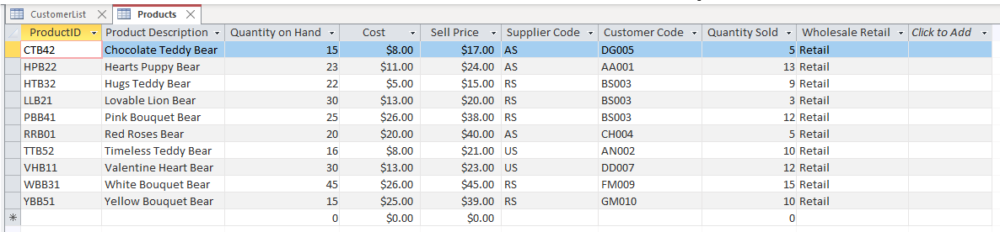 CustomerList Products
ProductID Product Description Quantity on Hand Cost Sell Price Supplier Code Customer Code Quantity Sold Wholesale Retail Click to Add
CTB42 Chocolate Teddy Bear 15 $8.00 $17.00 AS DG005 5 Retail
HPB22 Hearts Puppy Bear 23 $11.00 $24.00 AS AA001 13 Retail
HTB32 Hugs Teddy Bear 22 $5.00 $15.00 RS BS003 9 Retail
LLB21 Lovable Lion Bear 30 $13.00 $20.00 RS BS003 3 Retail
PBB41 Pink Bouquet Bear 25 $26.00 $38.00 RS BS003 12 Retail
RRB01 Red Roses Bear 20 $20.00 $40.00 AS CH004 5 Retail
TTB52 Timeless Teddy Bear 16 $8.00 $21.00 US AN002 10 Retail
VHB11 Valentine Heart Bear 30 $13.00 $23.00 US DD007 12 Retail
WBB31 White Bouquet Bear 45 $26.00 $45.00 RS FM009 15 Retail
YBB51 Yellow Bouquet Bear 15 $25.00 $39.00 RS GM010 10 Retail
0 $0.00 $0.00 0